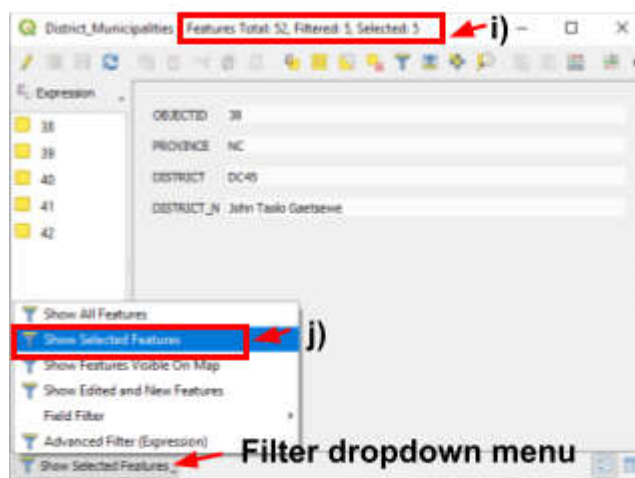 District_Municipalities
Features Total: 52, Filtered: 5, Selected: 5
i)
Expression
38
39
40
41
42
OBJECTID 38
PROVINCE NC
DISTRICT DC45
DISTRICT_N John Taolo Gaetsewe
Show All Features
Show Selected Features
j)
Show Features Visible On Map
Show Edited and New Features
Field Filter
Advanced Filter (Expression)
Filter dropdown menu
Show Selected Features